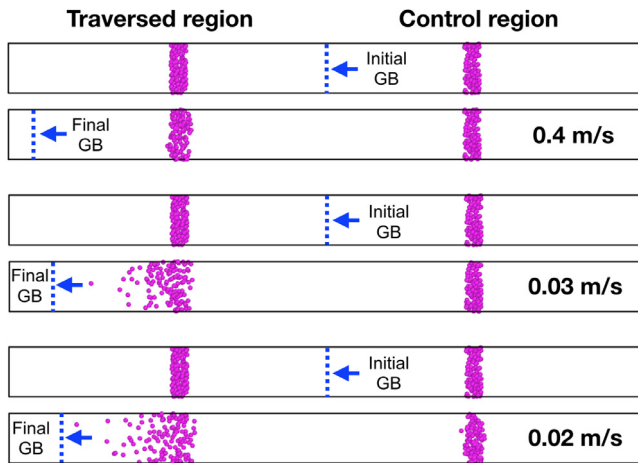 Traversed region
Control region
Initial
GB
Final
GB
0.4 m/s
Initial
GB
Final
GB
0.03 m/s
Initial
GB
Final
GB
0.02 m/s